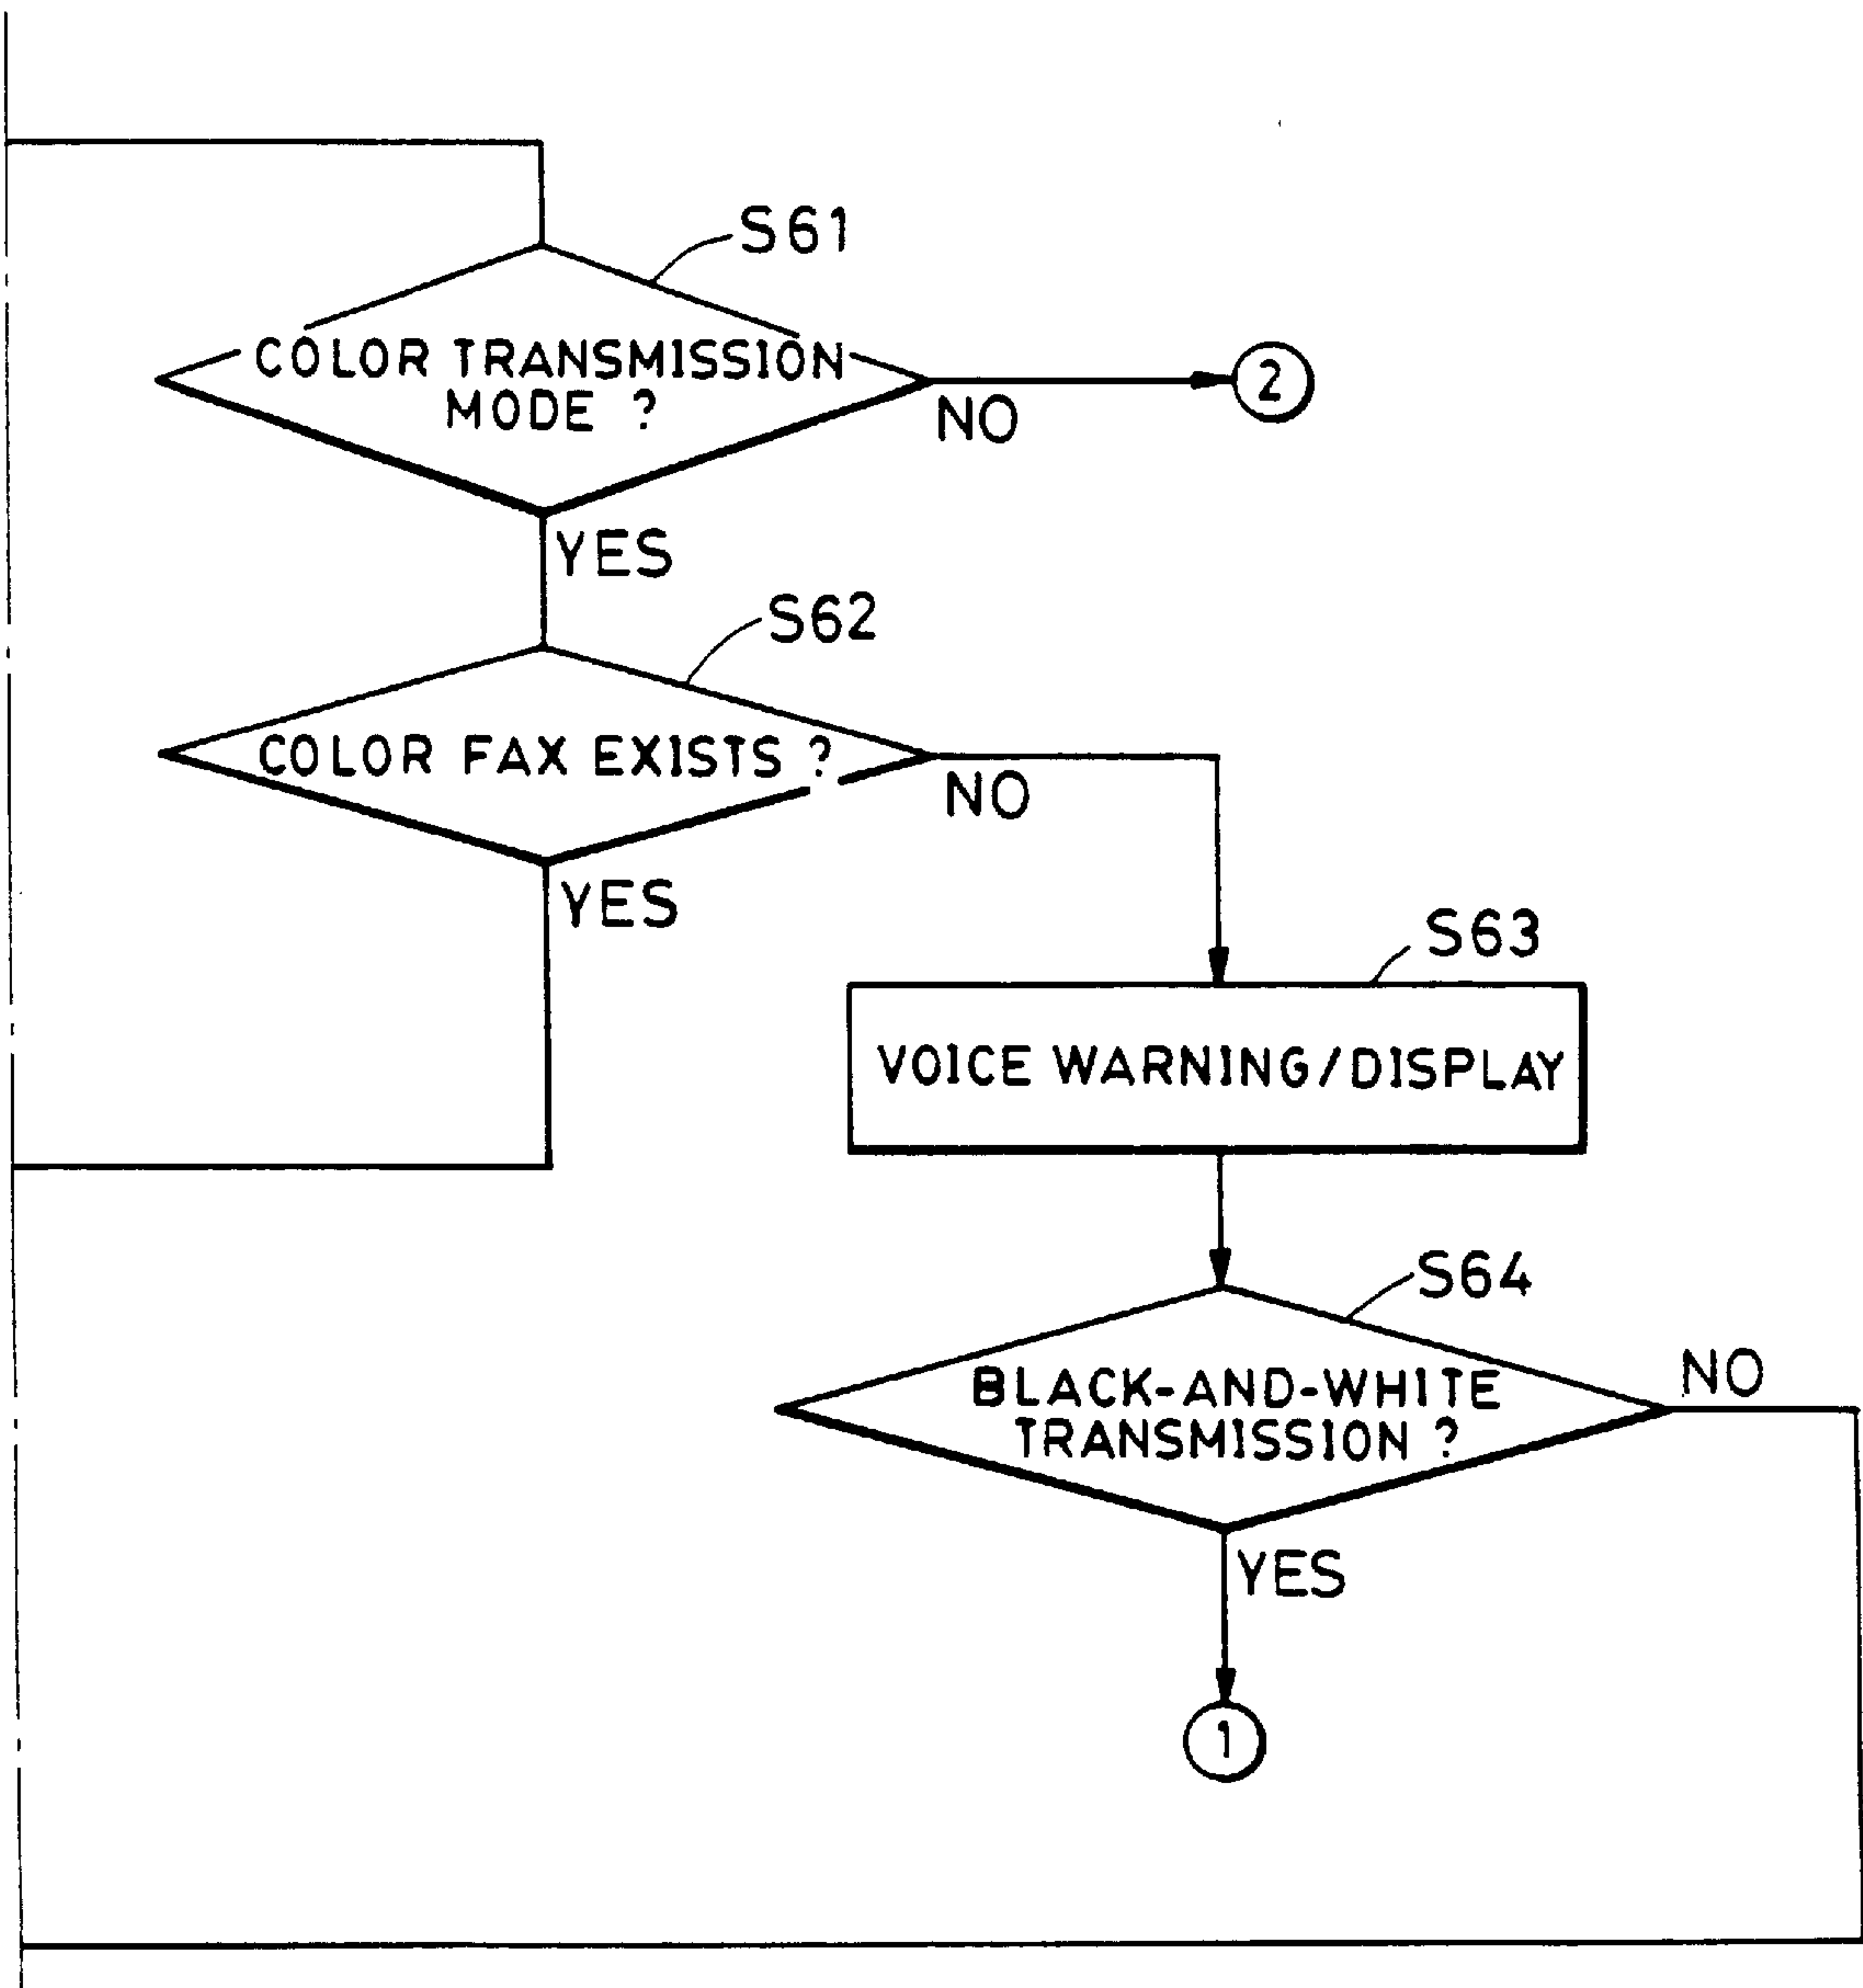 S61
COLOR TRANSMISSION
MODE ?
NO
2
YES
S62
COLOR FAX EXISTS ?
NO
YES
S63
VOICE WARNING/DISPLAY
S64
BLACK-AND-WHITE
TRANSMISSION ?
NO
YES
1